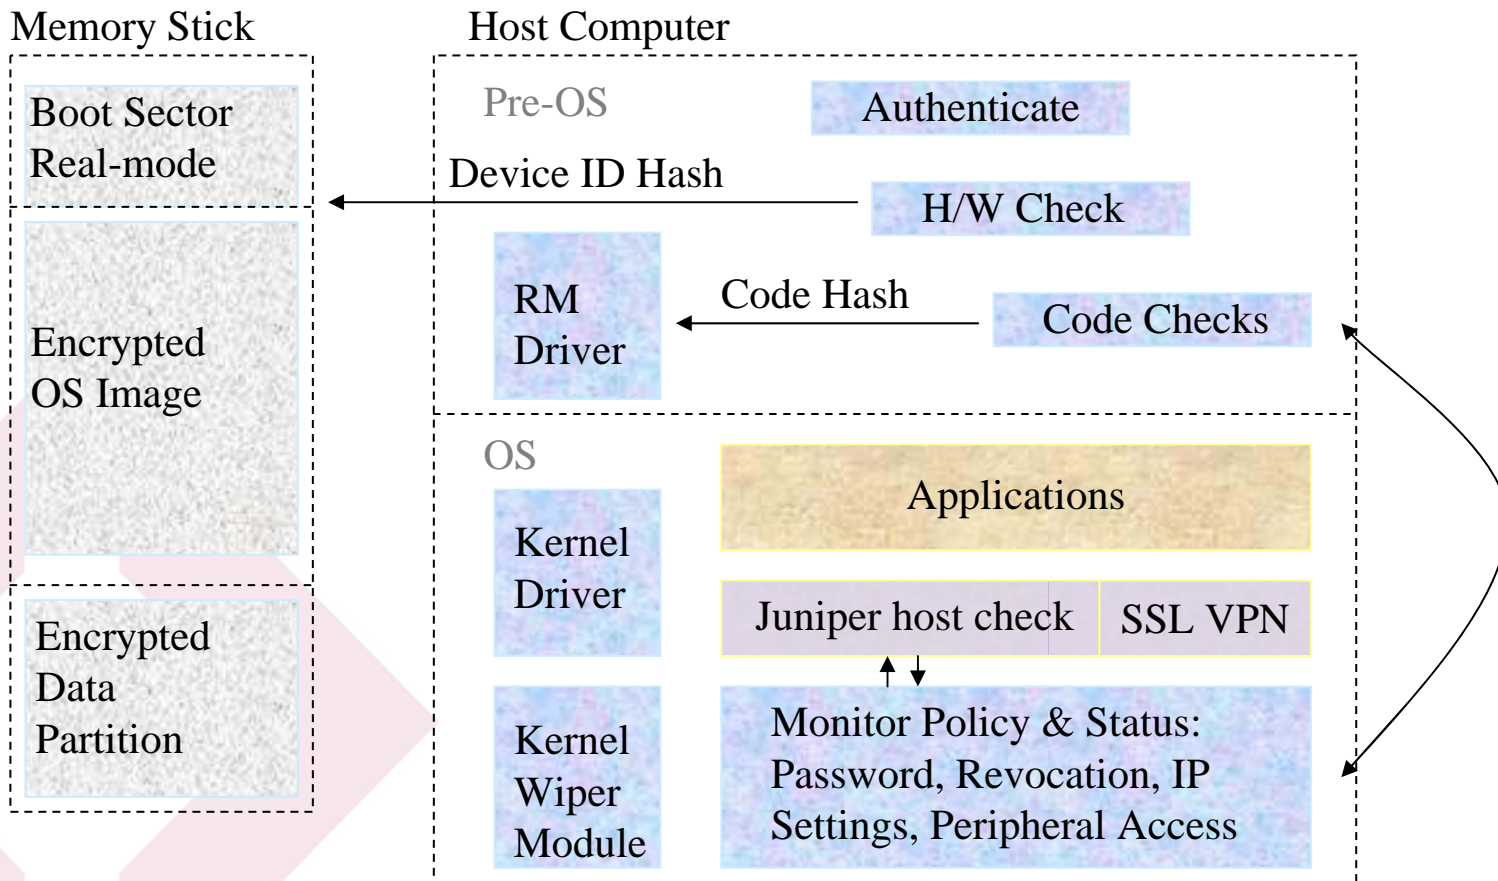 Memory Stick
Host Computer
Boot Sector
Real-mode
Encrypted
OS Image
Encrypted
Data
Partition
Pre-OS
Authenticate
Device ID Hash
H/W Check
RM
Driver
Code Hash
Code Checks
OS
Applications
Kernel
Driver
Juniper host check
SSL VPN
Kernel
Wiper
Module
Monitor Policy & Status:
Password, Revocation, IP
Settings, Peripheral Access